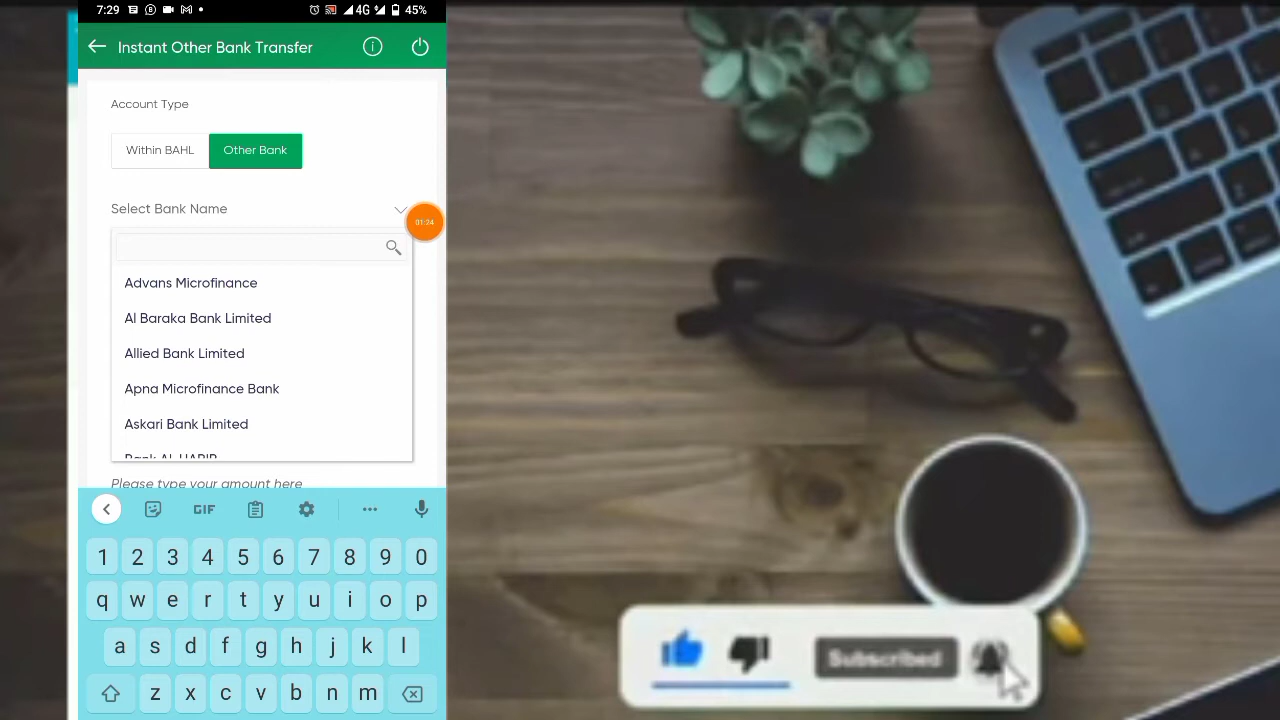 7:29 4G 45%
Instant Other Bank Transfer
Account Type
Within BAHL Other Bank
Select Bank Name
01:24
Advans Microfinance
Al Baraka Bank Limited
Allied Bank Limited
Apna Microfinance Bank
Askari Bank Limited
Bank AL HABIB
Please type your amount here
GIF
1 2 3 4 5 6 7 8 9 0
q w e r t y u i o p
a s d f g h j k l
z x c v b n m
Subscribed